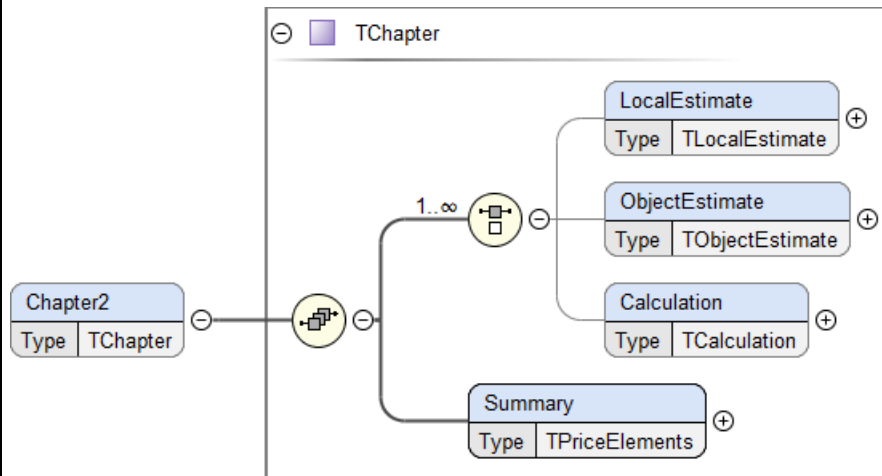 TChapter
LocalEstimate
Type TLocalEstimate
1..∞
ObjectEstimate
Type TObjectEstimate
Chapter2
Type TChapter
Calculation
Type TCalculation
Summary
Type TPriceElements